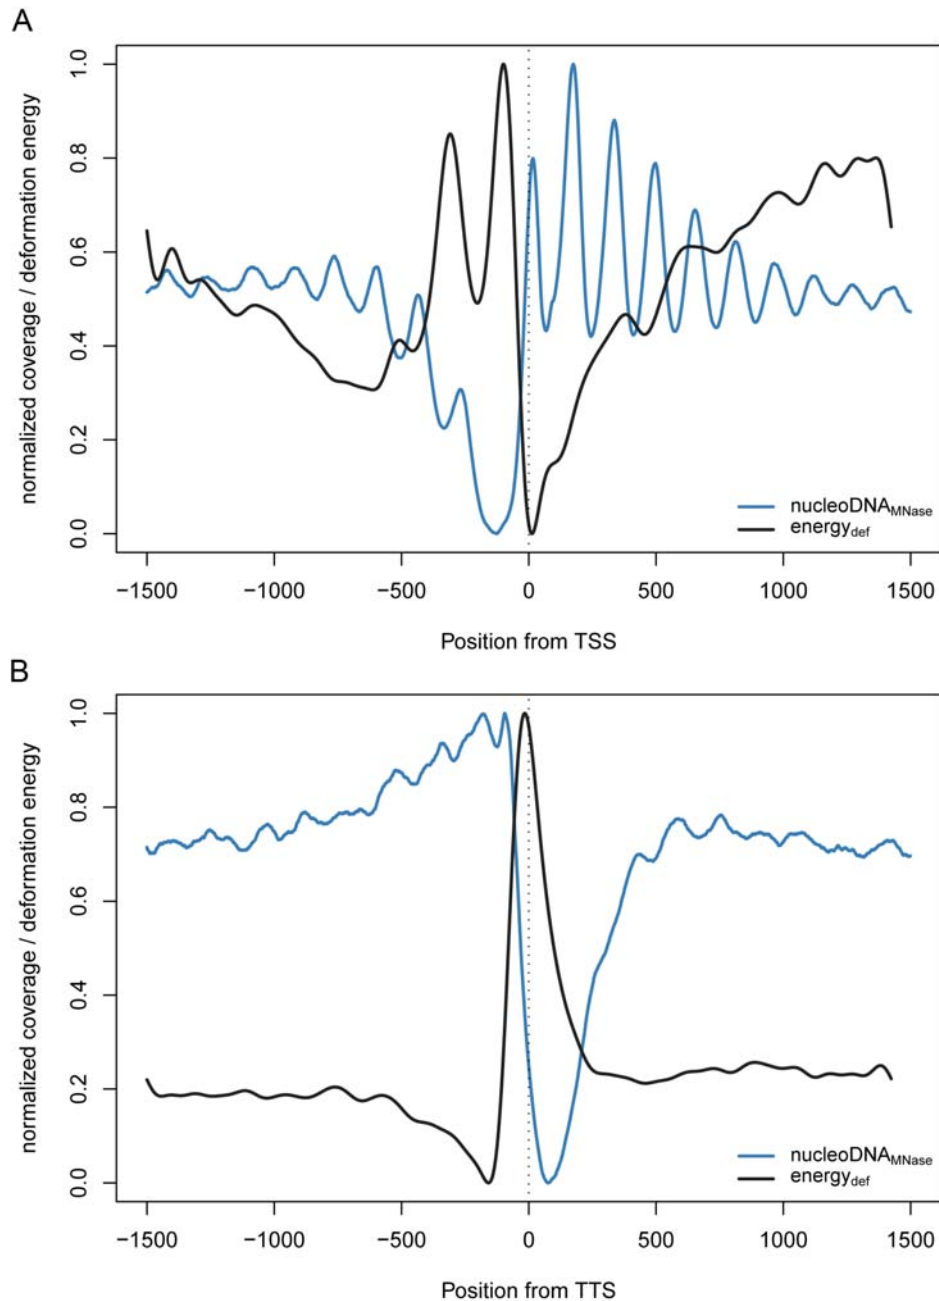 A
normalized coverage / deformation energy
1.0
0.8
0.6
0.4
0.2
0.0
nucleoDNAMNase
energydef
−1500 −1000 −500 0 500 1000 1500
Position from TSS
B
normalized coverage / deformation energy
1.0
0.8
0.6
0.4
0.2
0.0
nucleoDNAMNase
energydef
−1500 −1000 −500 0 500 1000 1500
Position from TTS